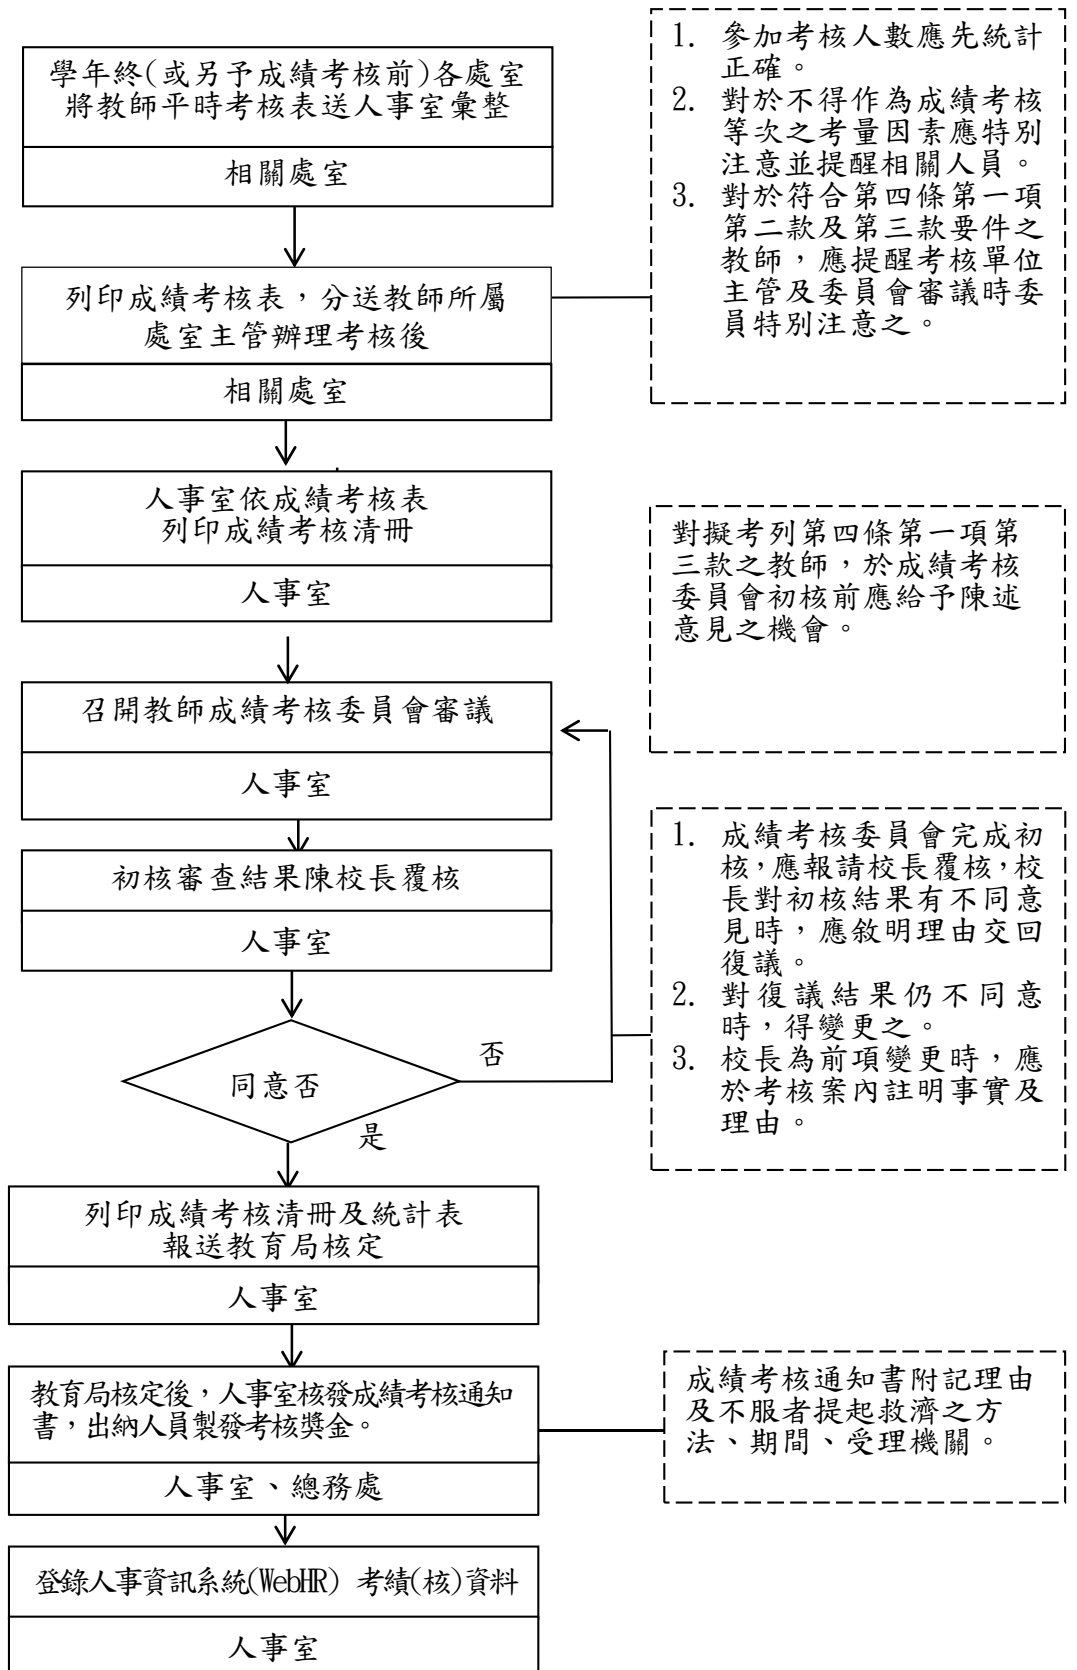 學年終(或另予成績考核前)各處室
將教師平時考核表送人事室彙整
相關處室
1. 參加考核人數應先統計
正確。
2. 對於不得作為成績考核
等次之考量因素應特別
注意並提醒相關人員。
3. 對於符合第四條第一項
第二款及第三款要件之
教師，應提醒考核單位
主管及委員會審議時委
員特別注意之。
列印成績考核表，分送教師所屬
處室主管辦理考核後
相關處室
人事室依成績考核表
列印成績考核清冊
人事室
對擬考列第四條第一項第
三款之教師，於成績考核
委員會初核前應給予陳述
意見之機會。
召開教師成績考核委員會審議
人事室
初核審查結果陳校長覆核
人事室
1. 成績考核委員會完成初
核，應報請校長覆核，校
長對初核結果有不同意
見時，應敘明理由交回
復議。
2. 對復議結果仍不同意
時，得變更之。
3. 校長為前項變更時，應
於考核案內註明事實及
理由。
同意否
否
是
列印成績考核清冊及統計表
報送教育局核定
人事室
教育局核定後，人事室核發成績考核通知
書，出納人員製發考核獎金。
人事室、總務處
成績考核通知書附記理由
及不服者提起救濟之方
法、期間、受理機關。
登錄人事資訊系統(WebHR) 考績(核)資料
人事室